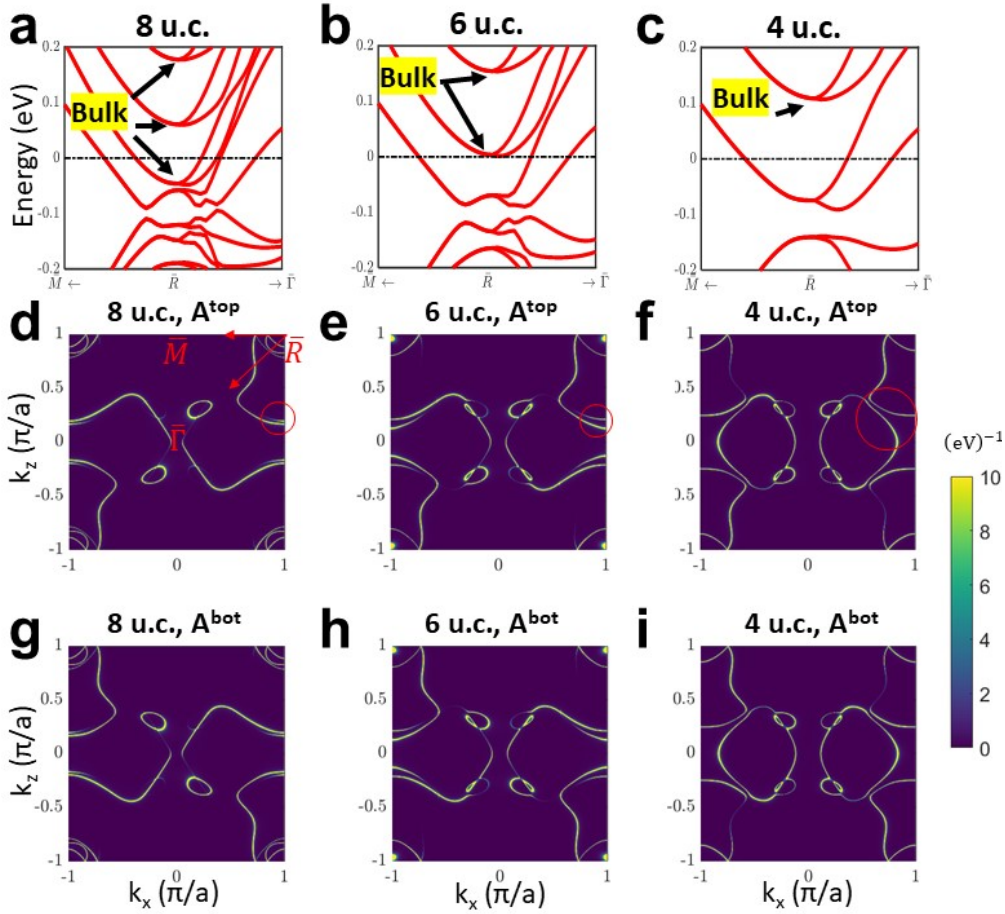 a 8 u.c. b 6 u.c. c 4 u.c.
0.2 0.2 0.2
Bulk Bulk Bulk
0.1 0.1 0.1
Energy (eV)
0 0 0
-0.1 -0.1 -0.1
-0.2 -0.2 -0.2
M̄ ← R̄ → Γ̄ M̄ ← R̄ → Γ̄ M̄ ← R̄ → Γ̄
d 8 u.c., A^top e 6 u.c., A^top f 4 u.c., A^top
1 1 1
M̄ R̄
0.5 0.5 0.5
k_z (π/a)
0 Γ̄ 0 0
-0.5 -0.5 -0.5
-1 -1 -1
-1 0 1 -1 0 1 -1 0 1
(eV)⁻¹
10
8
6
4
2
0
g 8 u.c., A^bot h 6 u.c., A^bot i 4 u.c., A^bot
1 1 1
0.5 0.5 0.5
k_z (π/a)
0 0 0
-0.5 -0.5 -0.5
-1 -1 -1
-1 0 1 -1 0 1 -1 0 1
k_x (π/a) k_x (π/a) k_x (π/a)